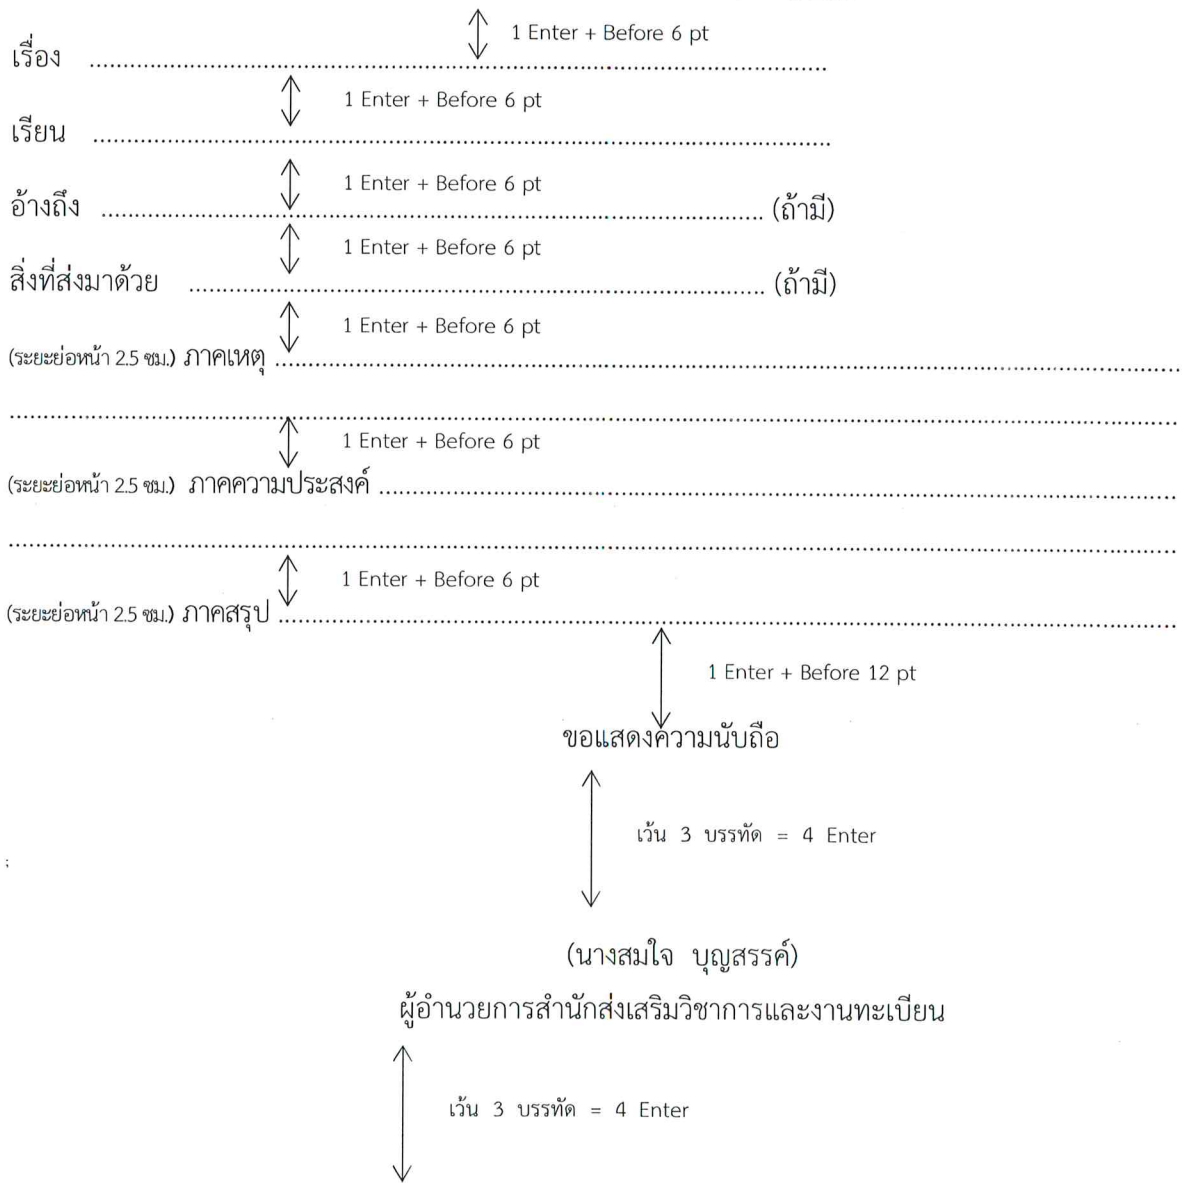 1 Enter + Before 6 pt
เรื่อง ..........................................................................................
1 Enter + Before 6 pt
เรียน ..........................................................................................
1 Enter + Before 6 pt
อ้างถึง .................................................................................. (ถ้ามี)
1 Enter + Before 6 pt
สิ่งที่ส่งมาด้วย ...................................................................... (ถ้ามี)
1 Enter + Before 6 pt
(ระยะย่อหน้า 2.5 ซม.) ภาคเหตุ ..............................................................................................................
..............................................................................................................................................
1 Enter + Before 6 pt
(ระยะย่อหน้า 2.5 ซม.) ภาคความประสงค์ ..................................................................................................
..............................................................................................................................................
1 Enter + Before 6 pt
(ระยะย่อหน้า 2.5 ซม.) ภาคสรุป ..............................................................................................................
1 Enter + Before 12 pt
ขอแสดงความนับถือ
เว้น 3 บรรทัด = 4 Enter
(นางสมใจ บุญสรรค์)
ผู้อำนวยการสำนักส่งเสริมวิชาการและงานทะเบียน
เว้น 3 บรรทัด = 4 Enter